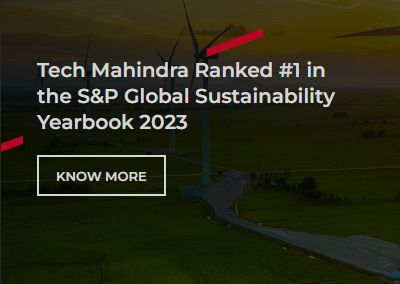 Tech Mahindra Ranked #1 in
the S&P Global Sustainability
Yearbook 2023
KNOW MORE